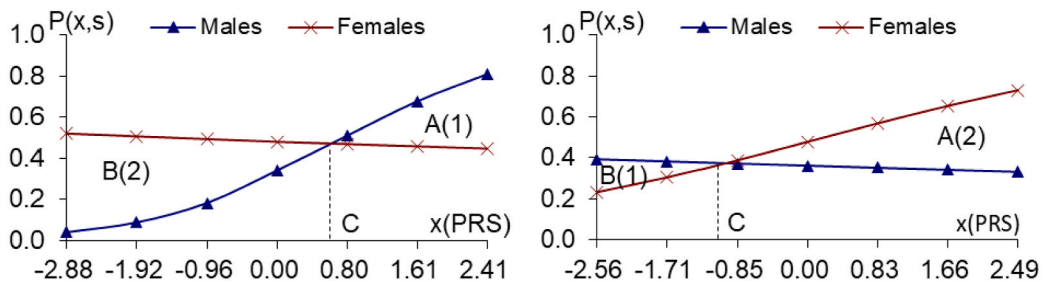 P(x,s) Males Females
1.0
0.8
0.6
0.4
0.2
0.0
A(1)
B(2)
C
x(PRS)
-2.88 -1.92 -0.96 0.00 0.80 1.61 2.41
P(x,s) Males Females
1.0
0.8
0.6
0.4
0.2
0.0
A(2)
B(1)
C
x(PRS)
-2.56 -1.71 -0.85 0.00 0.83 1.66 2.49